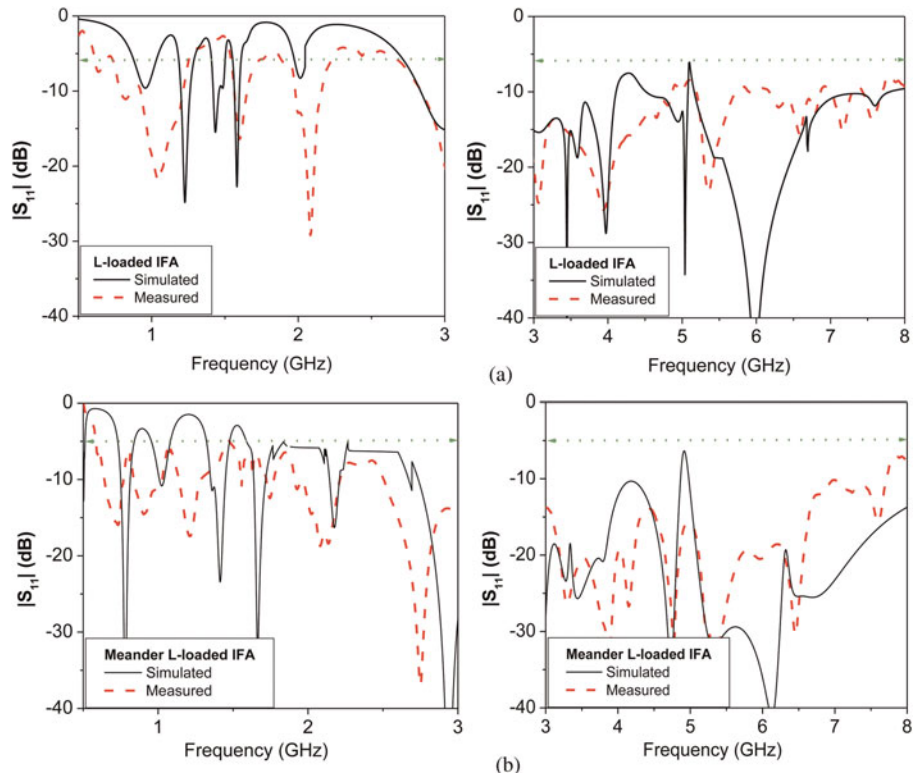 0
-10
-20
-30
-40
|S₁₁| (dB)
L-loaded IFA
Simulated
Measured
1
2
3
Frequency (GHz)
0
-10
-20
-30
-40
|S₁₁| (dB)
L-loaded IFA
Simulated
Measured
3
4
5
6
7
8
Frequency (GHz)
(a)
0
-10
-20
-30
-40
|S₁₁| (dB)
Meander L-loaded IFA
Simulated
Measured
1
2
3
Frequency (GHz)
0
-10
-20
-30
-40
|S₁₁| (dB)
Meander L-loaded IFA
Simulated
Measured
3
4
5
6
7
8
Frequency (GHz)
(b)